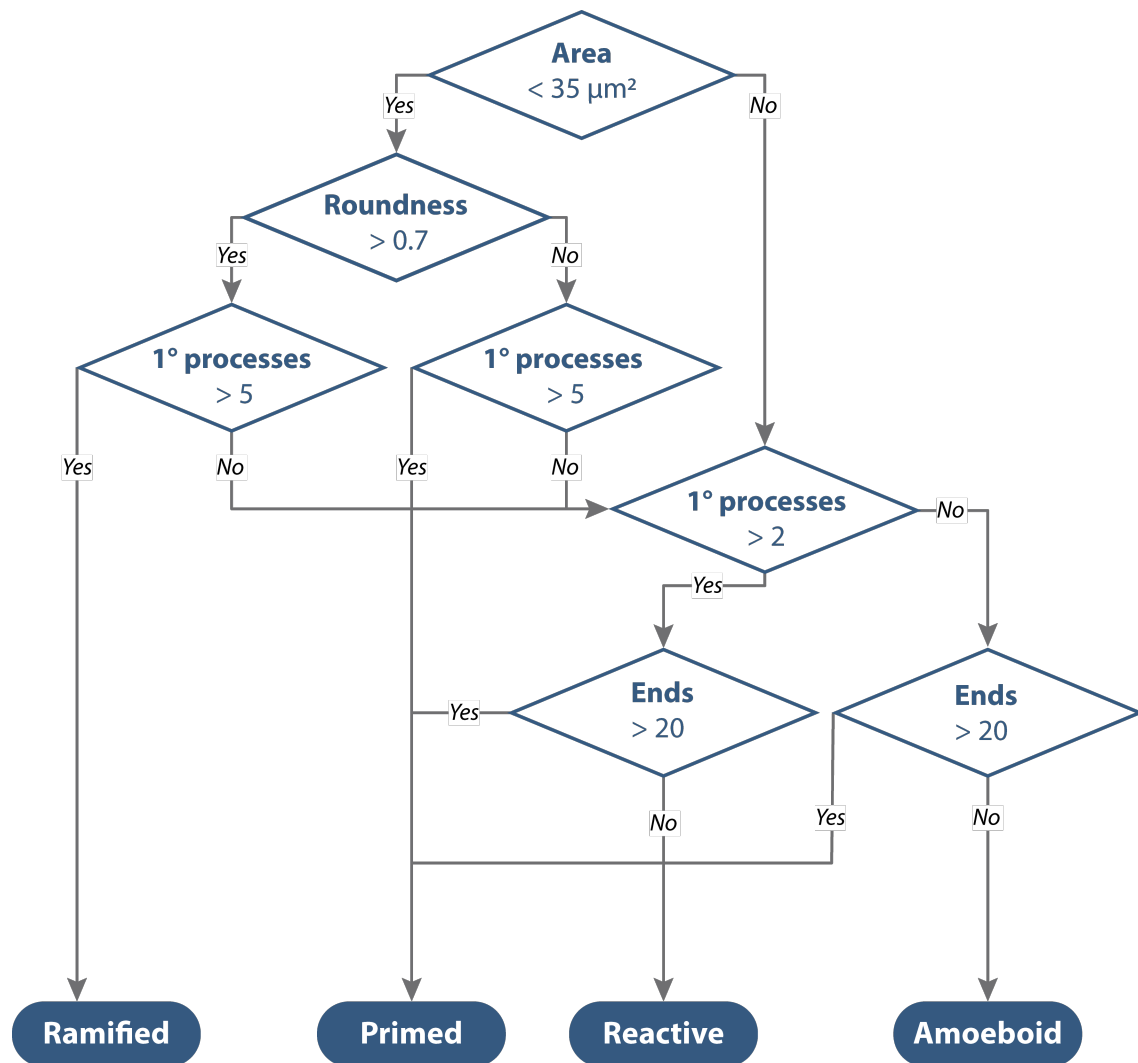 Area
< 35 µm²
Yes
No
Roundness
> 0.7
Yes
No
1° processes
> 5
1° processes
> 5
Yes
No
Yes
No
1° processes
> 2
No
Yes
Ends
> 20
Ends
> 20
Yes
No
Yes
No
Ramified
Primed
Reactive
Amoeboid